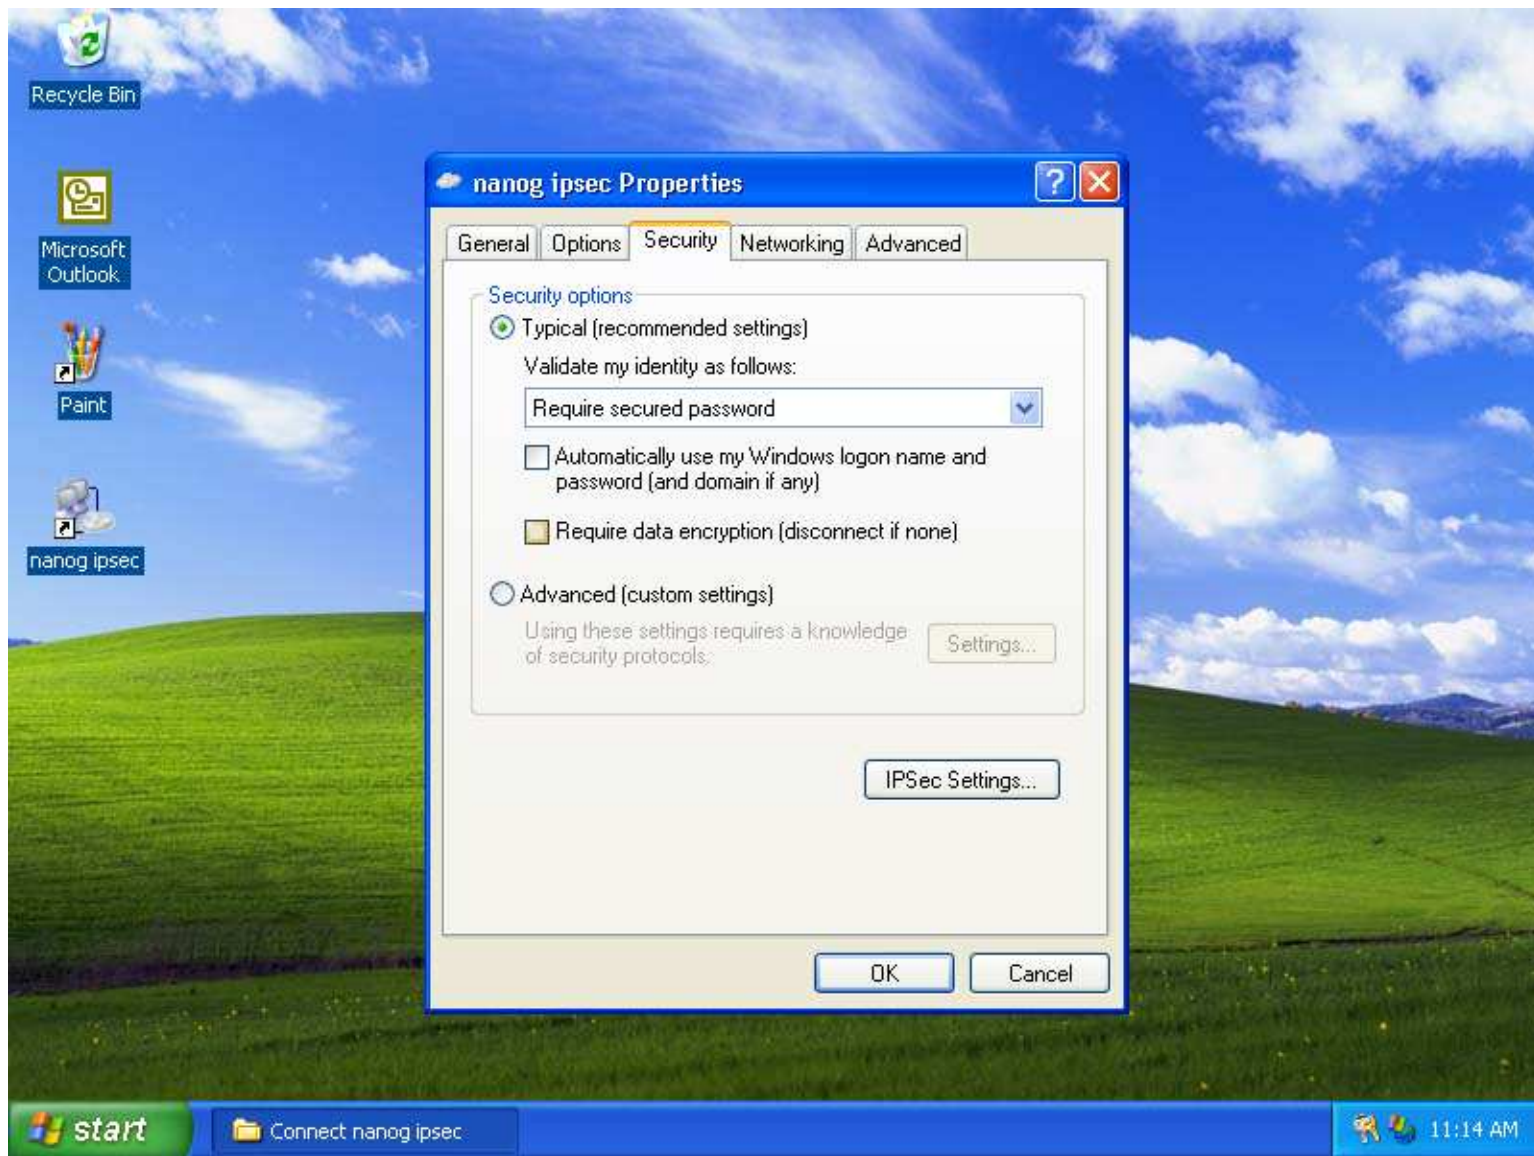 Recycle Bin
Microsoft
Outlook
Paint
nanog ipsec
nanog ipsec Properties
?
General
Options
Security
Networking
Advanced
Security options
Typical (recommended settings)
Validate my identity as follows:
Require secured password
Automatically use my Windows logon name and
password (and domain if any)
Require data encryption (disconnect if none)
Advanced (custom settings)
Using these settings requires a knowledge
of security protocols.
Settings...
IPSec Settings...
OK
Cancel
start
Connect nanog ipsec
11:14 AM